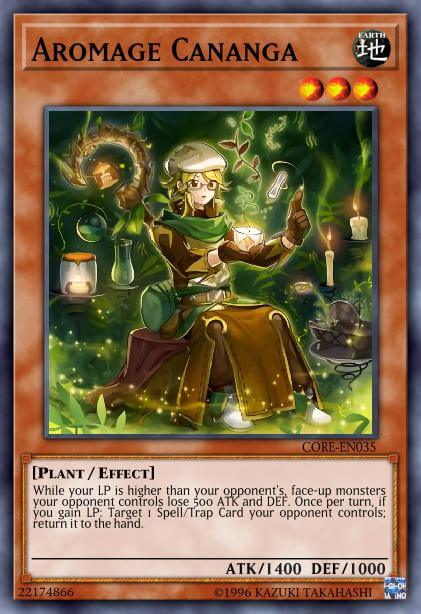 AROMAGE CANANGA
EARTH
地
CORE-EN035
[PLANT / EFFECT]
While your LP is higher than your opponent's, face-up monsters
your opponent controls lose 500 ATK and DEF. Once per turn, if
you gain LP: Target 1 Spell/Trap Card your opponent controls;
return it to the hand.
ATK/1400 DEF/1000
22174866
©1996 KAZUKI TAKAHASHI